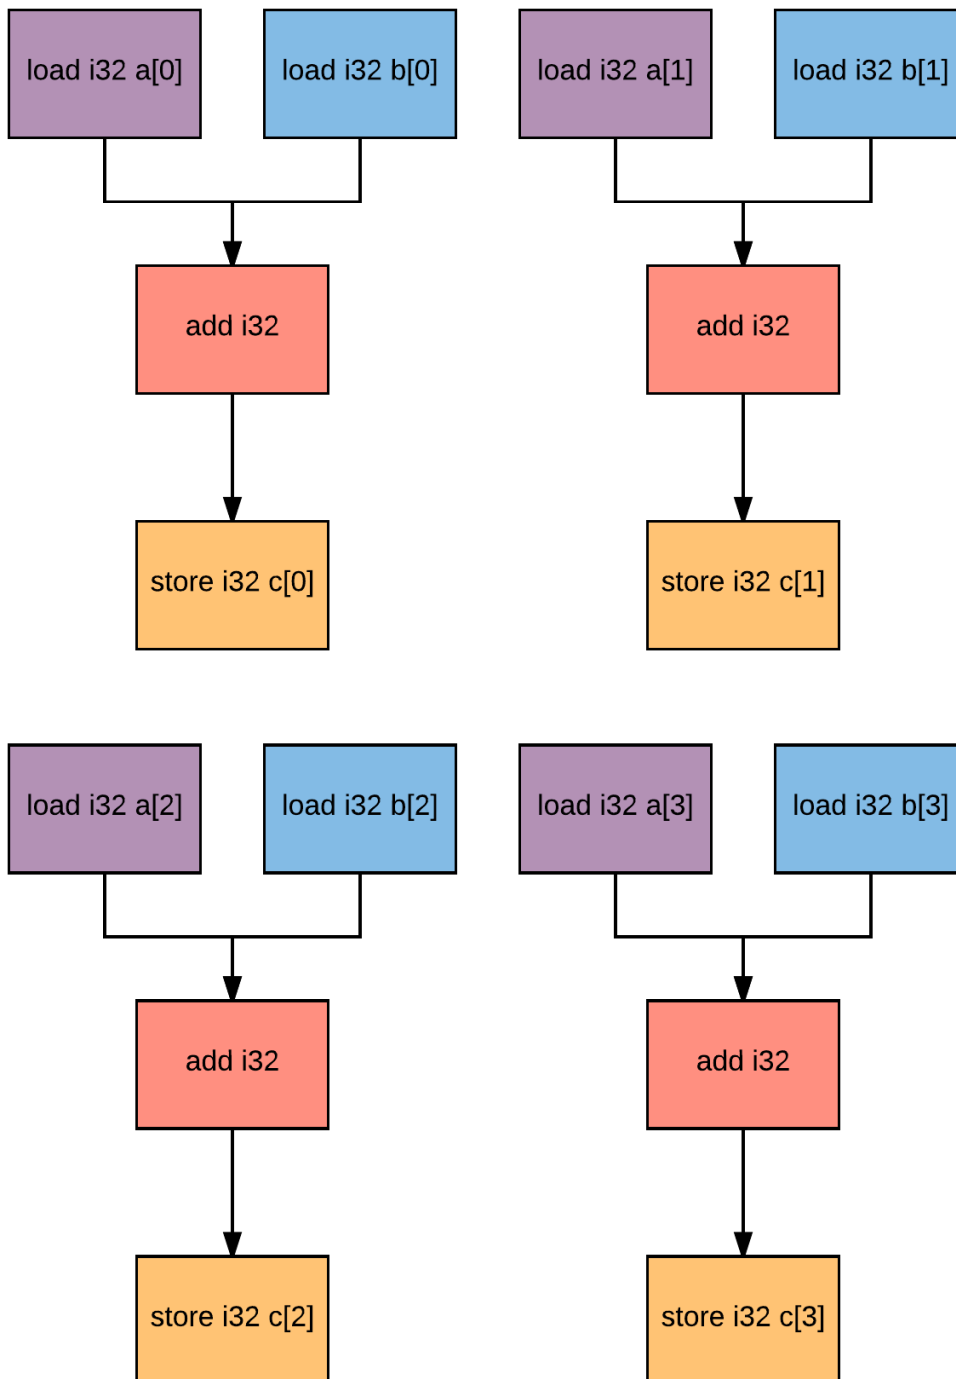 load i32 a[0]
load i32 b[0]
load i32 a[1]
load i32 b[1]
add i32
add i32
store i32 c[0]
store i32 c[1]
load i32 a[2]
load i32 b[2]
load i32 a[3]
load i32 b[3]
add i32
add i32
store i32 c[2]
store i32 c[3]